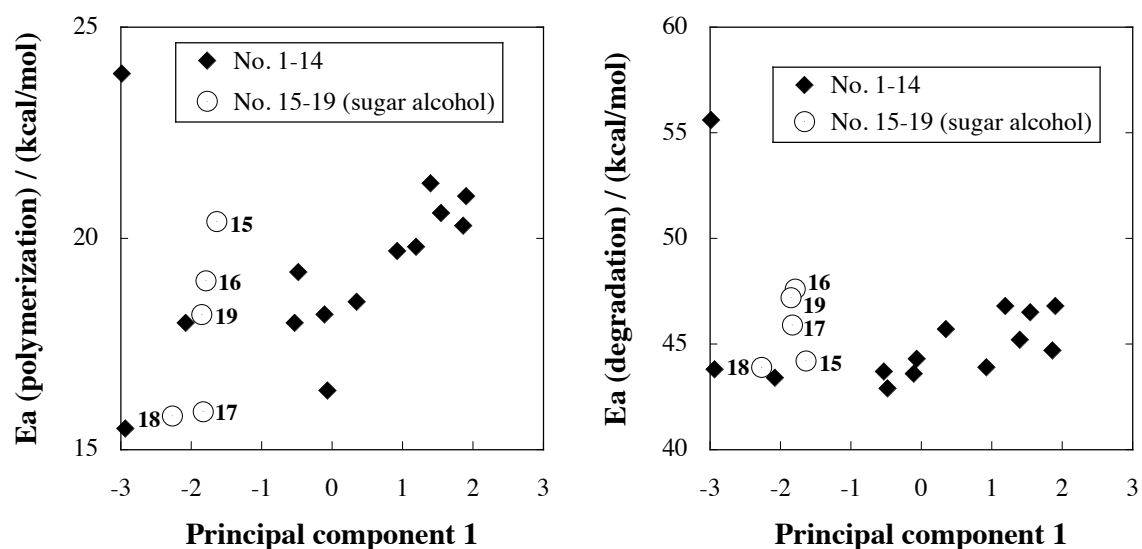 25
20
15
-3 -2 -1 0 1 2 3
Ea (polymerization) / (kcal/mol)
Principal component 1
No. 1-14
No. 15-19 (sugar alcohol)
15
16
19
18
17
60
55
50
45
40
-3 -2 -1 0 1 2 3
Ea (degradation) / (kcal/mol)
Principal component 1
No. 1-14
No. 15-19 (sugar alcohol)
16
19
17
18
15